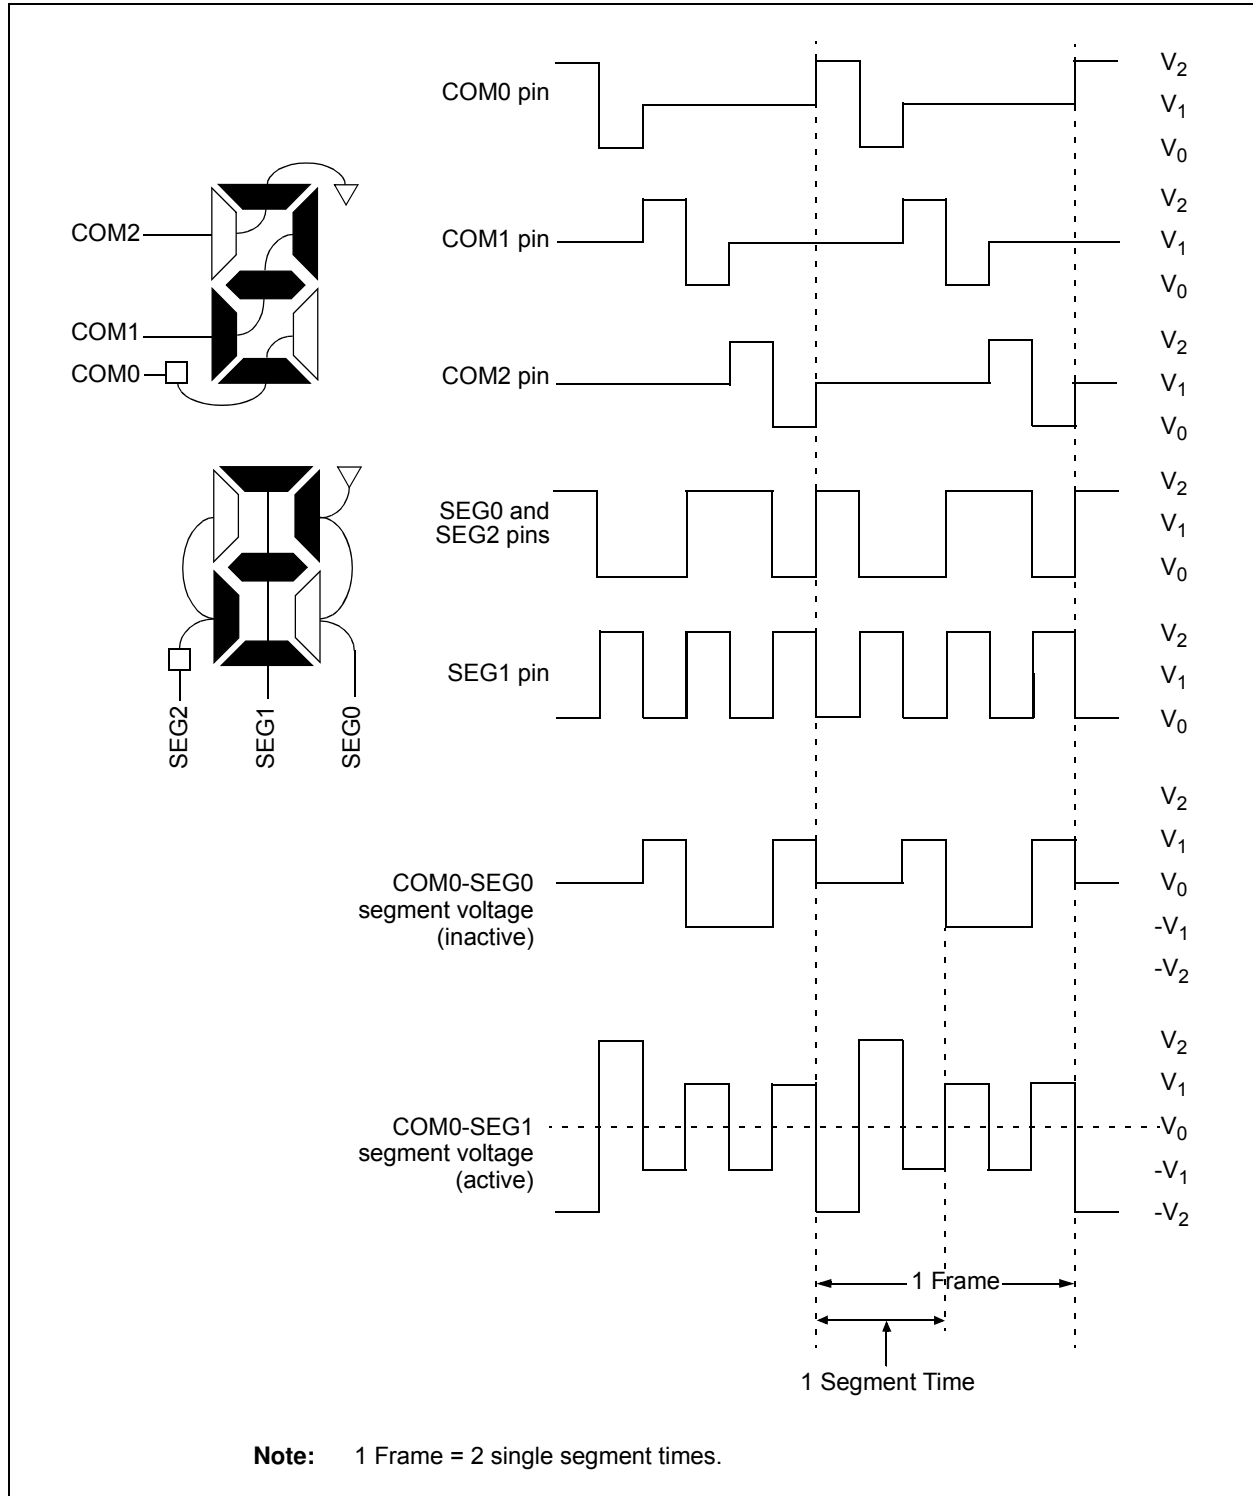 COM0 pin
V2
V1
V0
COM1 pin
V2
V1
V0
COM2
COM1
COM0
COM2 pin
V2
V1
V0
SEG0 and
SEG2 pins
V2
V1
V0
SEG1 pin
V2
V1
V0
SEG2
SEG1
SEG0
COM0-SEG0
segment voltage
(inactive)
V2
V1
V0
-V1
-V2
COM0-SEG1
segment voltage
(active)
V2
V1
V0
-V1
-V2
1 Frame
1 Segment Time
Note: 1 Frame = 2 single segment times.